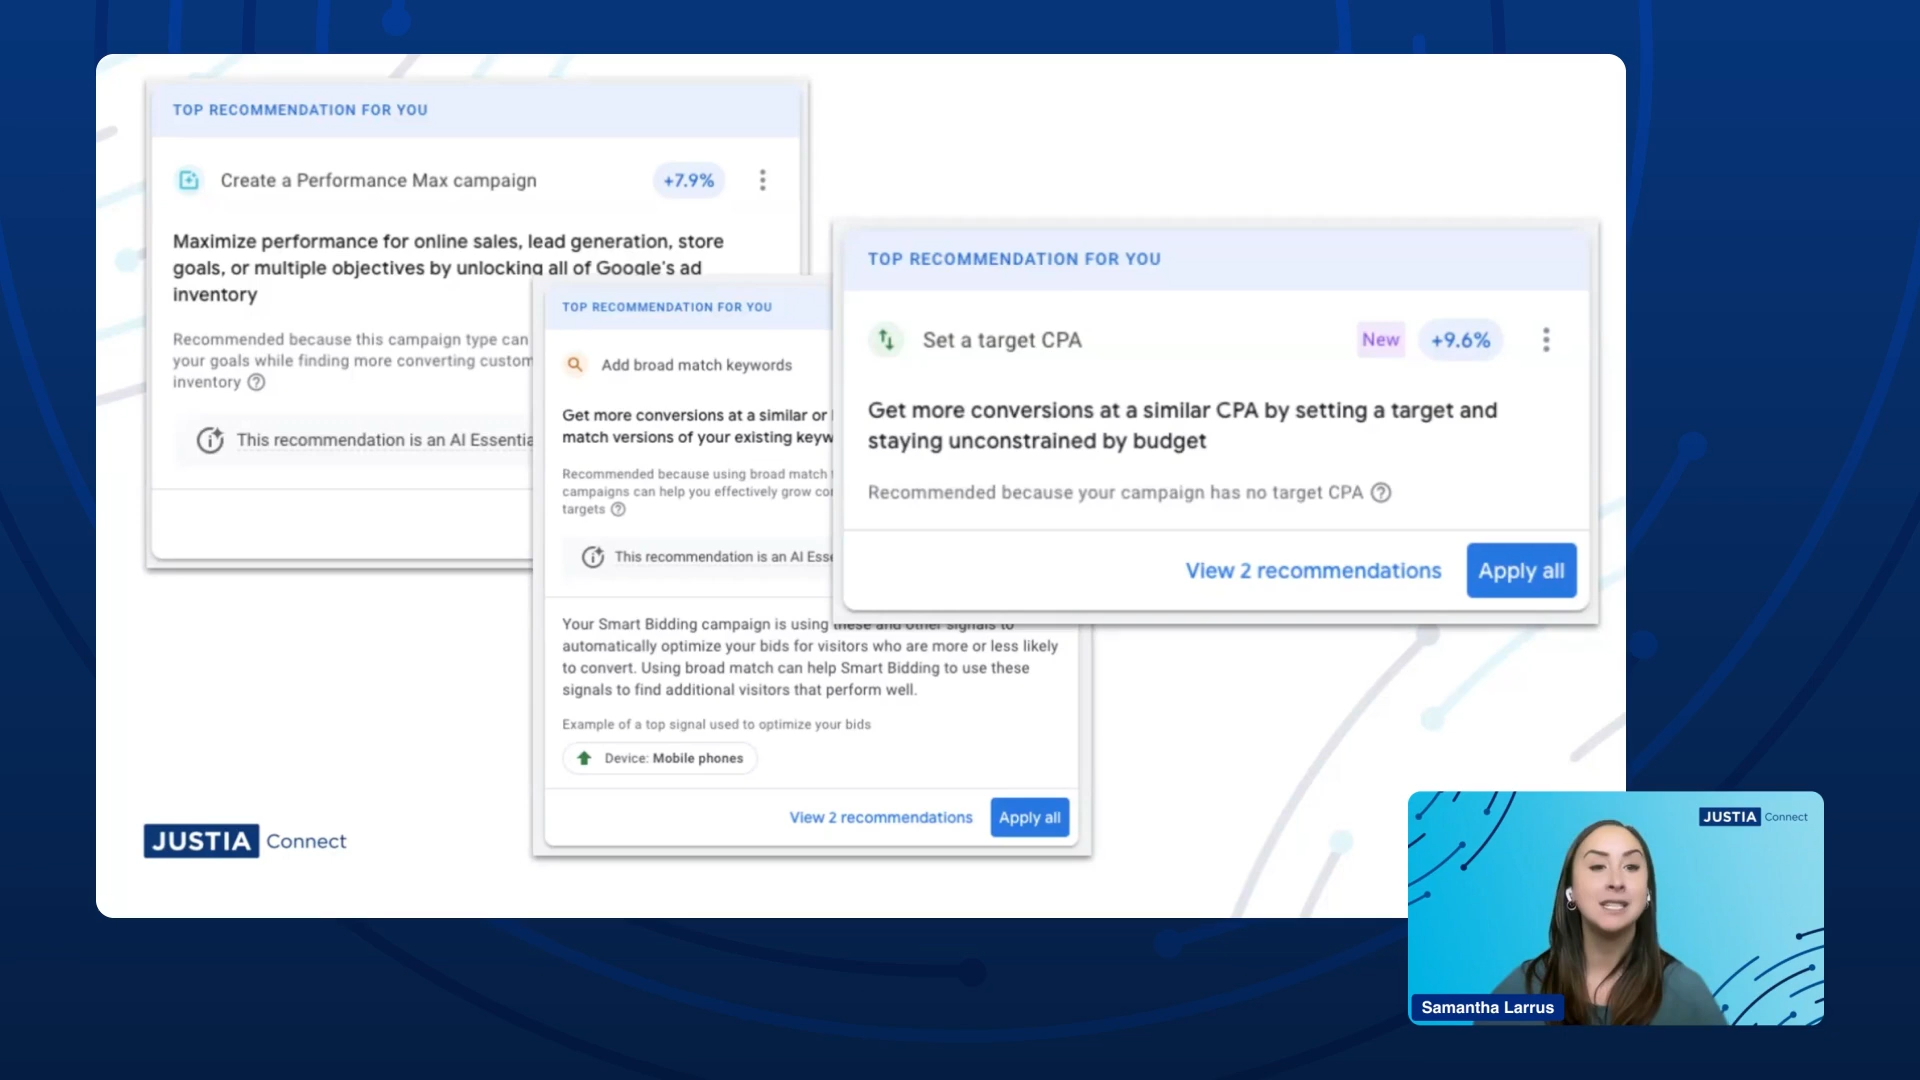 TOP RECOMMENDATION FOR YOU
Create a Performance Max campaign
+7.9%
Maximize performance for online sales, lead generation, store
goals, or multiple objectives by unlocking all of Google's ad
inventory
Recommended because this campaign type can
your goals while finding more converting custom
inventory
This recommendation is an AI Essentia
TOP RECOMMENDATION FOR YOU
Add broad match keywords
Get more conversions at a similar or
match versions of your existing keyw
Recommended because using broad match
campaigns can help you effectively grow co
targets
This recommendation is an AI Esse
Your Smart Bidding campaign is using these and other signals to
automatically optimize your bids for visitors who are more or less likely
to convert. Using broad match can help Smart Bidding to use these
signals to find additional visitors that perform well.
Example of a top signal used to optimize your bids
Device: Mobile phones
View 2 recommendations
Apply all
TOP RECOMMENDATION FOR YOU
Set a target CPA
New
+9.6%
Get more conversions at a similar CPA by setting a target and
staying unconstrained by budget
Recommended because your campaign has no target CPA
View 2 recommendations
Apply all
JUSTIA Connect
JUSTIA Connect
Samantha Larrus